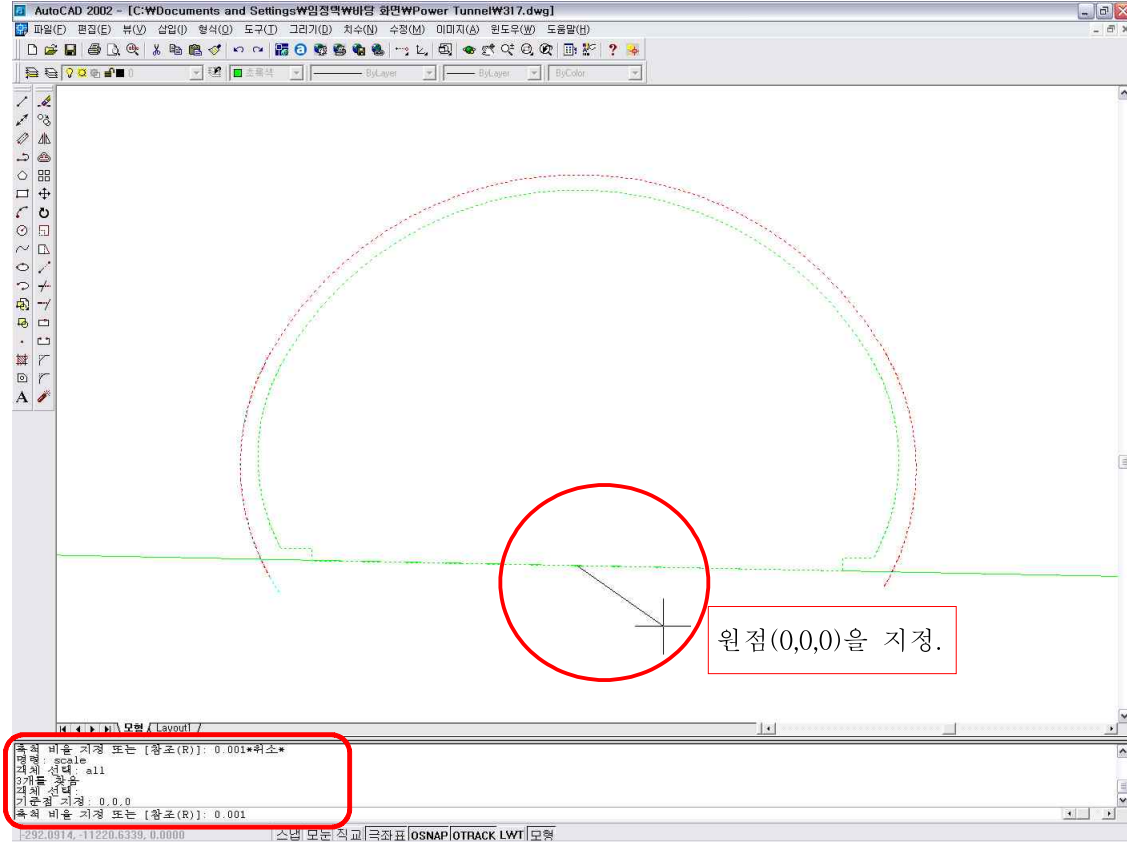 AutoCAD 2002 - [C:₩Documents and Settings₩임정먹₩바탕 화면₩Power Tunnel₩317.dwg]
파일(F) 편집(E) 뷰(V) 삽입(I) 형식(O) 도구(T) 그리기(D) 치수(N) 수정(M) 이미지(A) 윈도우(W) 도움말(H)
0 초록색 ByLayer ByLayer ByColor
A
원점(0,0,0)을 지정.
모형 Layout1
축척 비율 지정 또는 [참조(R)]: 0.001*취소*
명령: scale
객체 선택: all
3개를 찾음
객체 선택:
기준점 지정: 0,0,0
축척 비율 지정 또는 [참조(R)]: 0.001
-292.0914, -11220.6339, 0.0000 스냅 모눈 직교 극좌표 OSNAP OTRACK LWT 모형